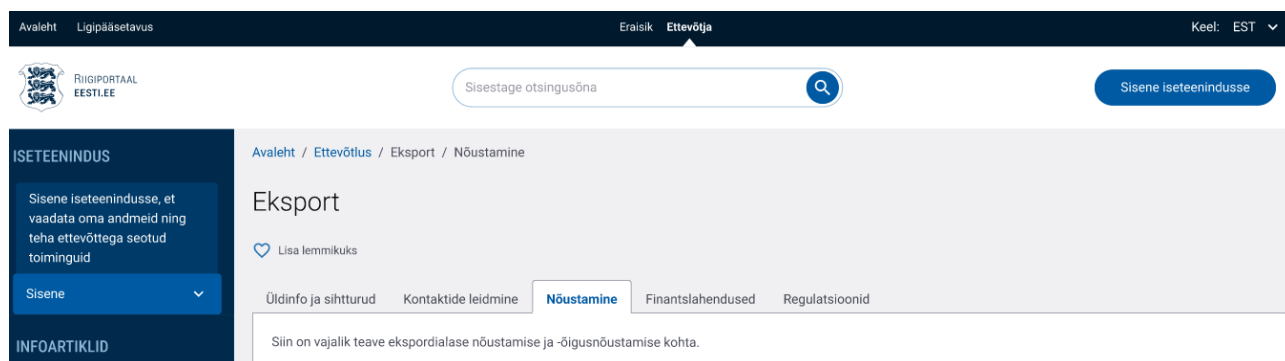 Avaleht Ligipääsetavus Eraisik Ettevõtja Keel: EST
RIIGIPORTAAL
EESTI.EE
Sisestage otsingusõna
Sisene iseteenindusse
ISETEENINDUS
Sisene iseteenindusse, et
vaadata oma andmeid ning
teha ettevõttega seotud
toiminguid
Sisene
INFOARTIKLID
Avaleht / Ettevõtlus / Eksport / Nõustamine
Eksport
Lisa lemmikuks
Üldinfo ja sihtturud Kontaktide leidmine Nõustamine Finantslahendused Regulatsioonid
Siin on vajalik teave ekspordialase nõustamise ja -õigusnõustamise kohta.